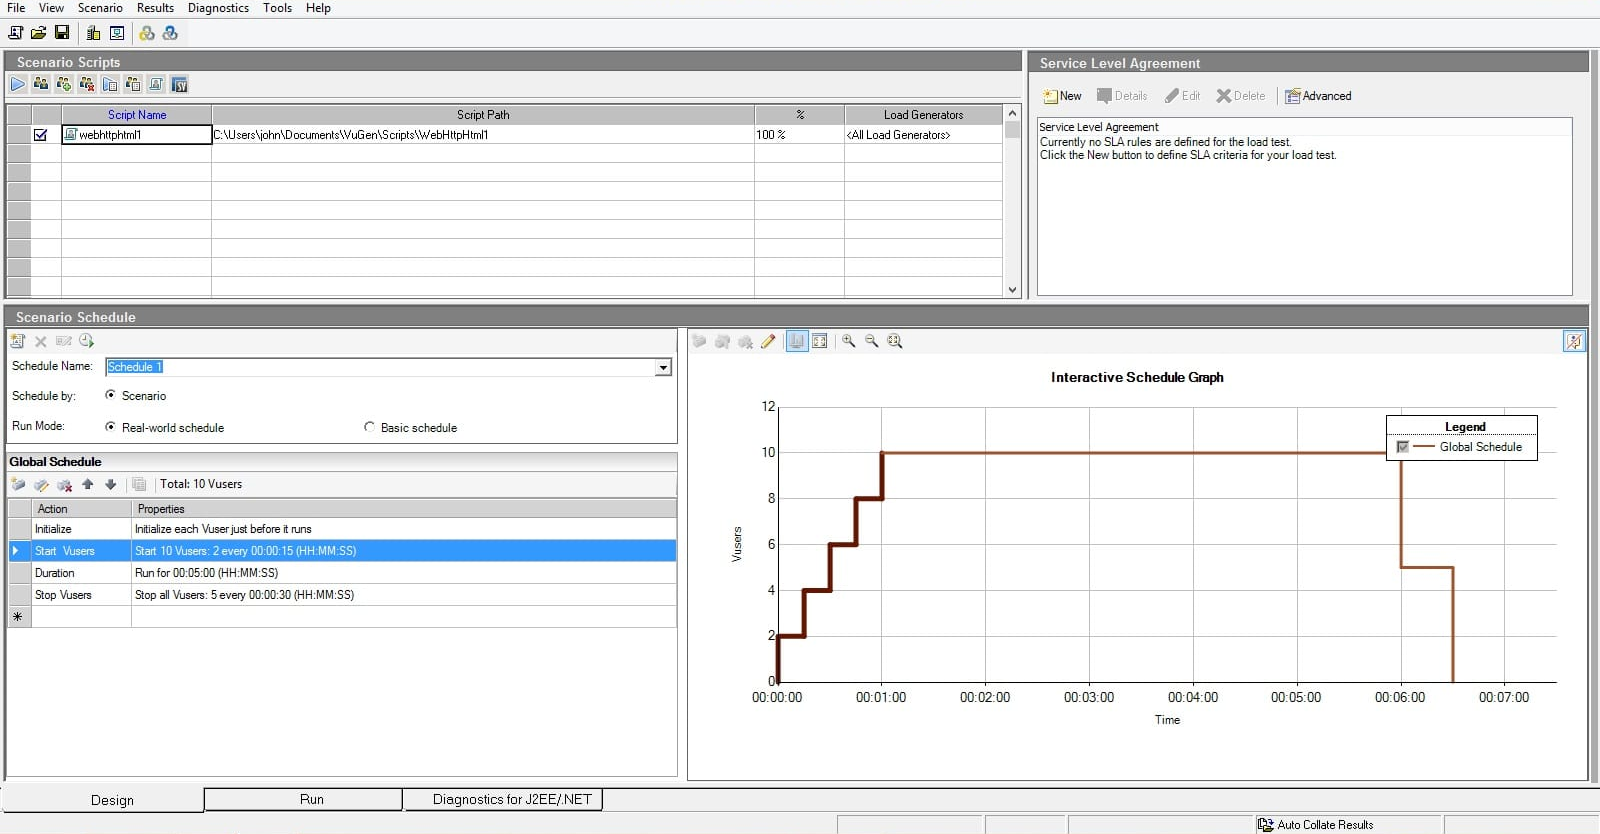 File View Scenario Results Diagnostics Tools Help
Scenario Scripts
Script Name Script Path % Load Generators
webhttphtml1 C:\Users\john\Documents\VuGen\Scripts\WebHttpHtml1 100 % <All Load Generators>
Service Level Agreement
New Details Edit Delete Advanced
Service Level Agreement
Currently no SLA rules are defined for the load test.
Click the New button to define SLA criteria for your load test.
Scenario Schedule
Schedule Name: Schedule 1
Schedule by: Scenario
Run Mode: Real-world schedule Basic schedule
Global Schedule
Total: 10 Vusers
Action Properties
Initialize Initialize each Vuser just before it runs
Start Vusers Start 10 Vusers: 2 every 00:00:15 (HH:MM:SS)
Duration Run for 00:05:00 (HH:MM:SS)
Stop Vusers Stop all Vusers: 5 every 00:00:30 (HH:MM:SS)
*
Interactive Schedule Graph
12
10
8
6
4
2
0
Vusers
Legend
Global Schedule
00:00:00 00:01:00 00:02:00 00:03:00 00:04:00 00:05:00 00:06:00 00:07:00
Time
Design Run Diagnostics for J2EE/.NET
Auto Collate Results